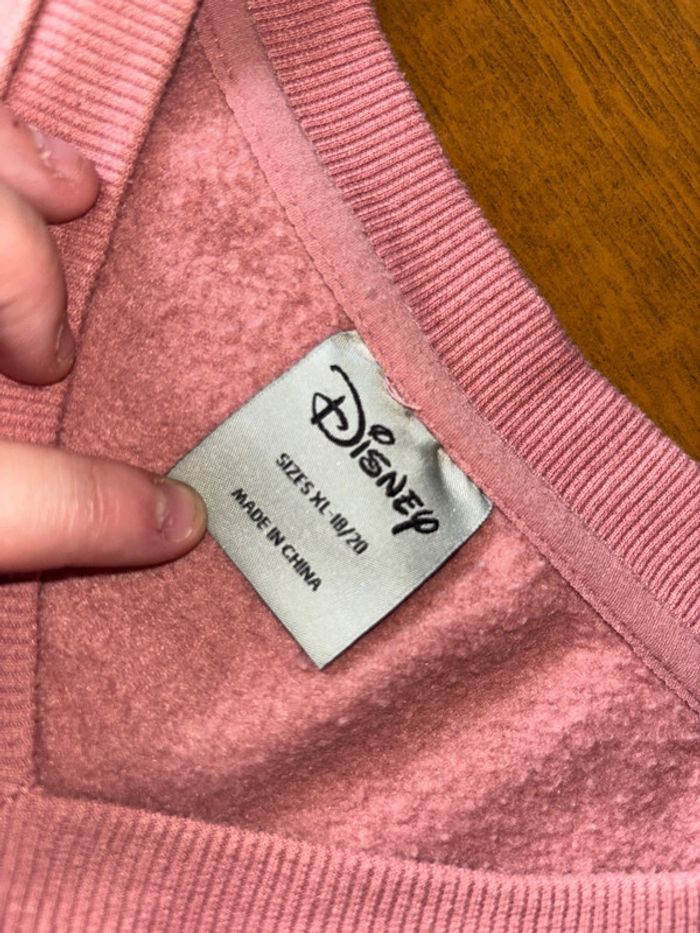 Disney
SIZES XL-18/20
MADE IN CHINA